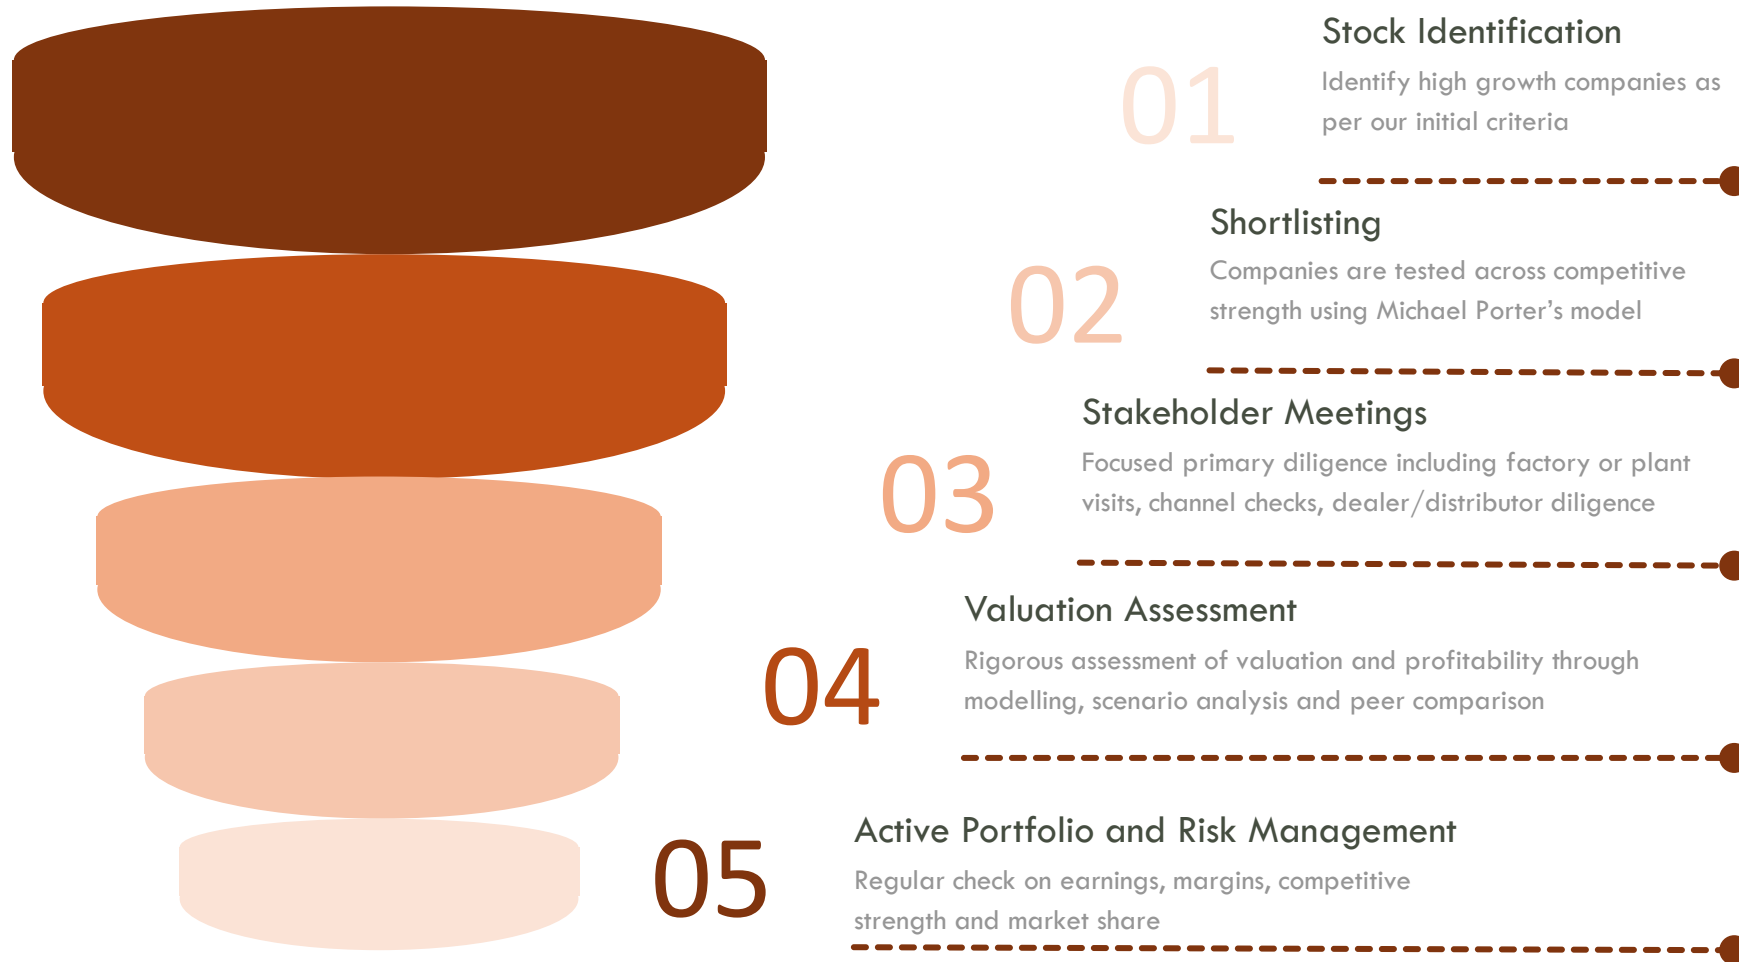 Stock Identification
01
Identify high growth companies as
per our initial criteria
Shortlisting
02
Companies are tested across competitive
strength using Michael Porter’s model
Stakeholder Meetings
03
Focused primary diligence including factory or plant
visits, channel checks, dealer/distributor diligence
Valuation Assessment
04
Rigorous assessment of valuation and profitability through
modelling, scenario analysis and peer comparison
Active Portfolio and Risk Management
05
Regular check on earnings, margins, competitive
strength and market share